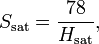 S_sat = 78 / H_sat,